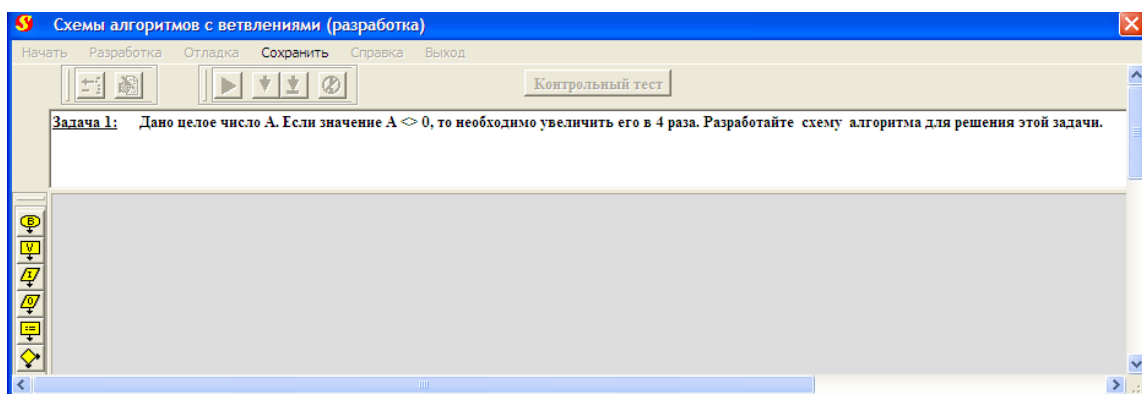 Схемы алгоритмов с ветвлениями (разработка)
Начать Разработка Отладка Сохранить Справка Выход
Контрольный тест
Задача 1: Дано целое число A. Если значение A <> 0, то необходимо увеличить его в 4 раза. Разработайте схему алгоритма для решения этой задачи.
B
V
I
O
:=